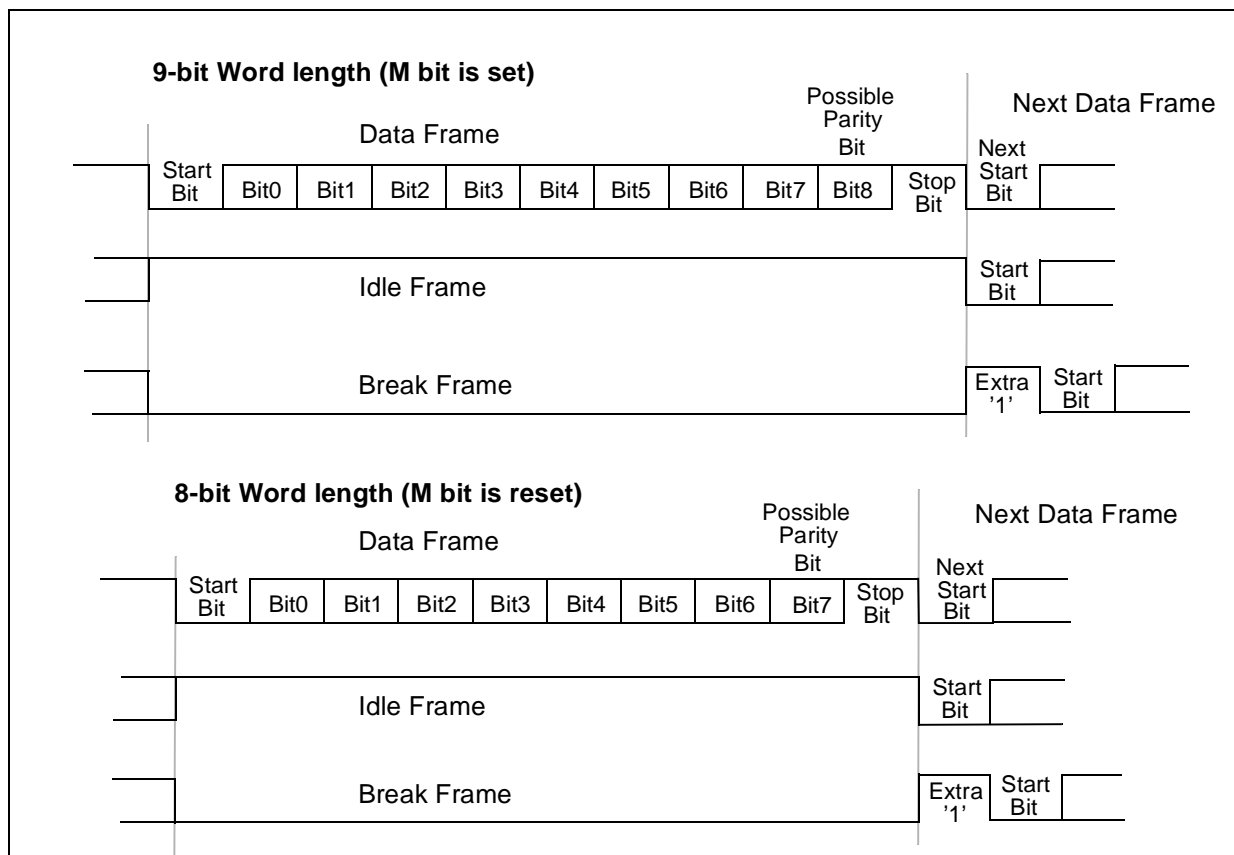 9-bit Word length (M bit is set)
Possible
Parity
Bit
Next Data Frame
Data Frame
Next
Start
Bit
Start
Bit
Bit0 Bit1 Bit2 Bit3 Bit4 Bit5 Bit6 Bit7 Bit8
Stop
Bit
Idle Frame
Start
Bit
Break Frame
Extra
'1'
Start
Bit
8-bit Word length (M bit is reset)
Possible
Parity
Bit
Next Data Frame
Data Frame
Next
Start
Bit
Start
Bit
Bit0 Bit1 Bit2 Bit3 Bit4 Bit5 Bit6 Bit7
Stop
Bit
Idle Frame
Start
Bit
Break Frame
Extra
'1'
Start
Bit